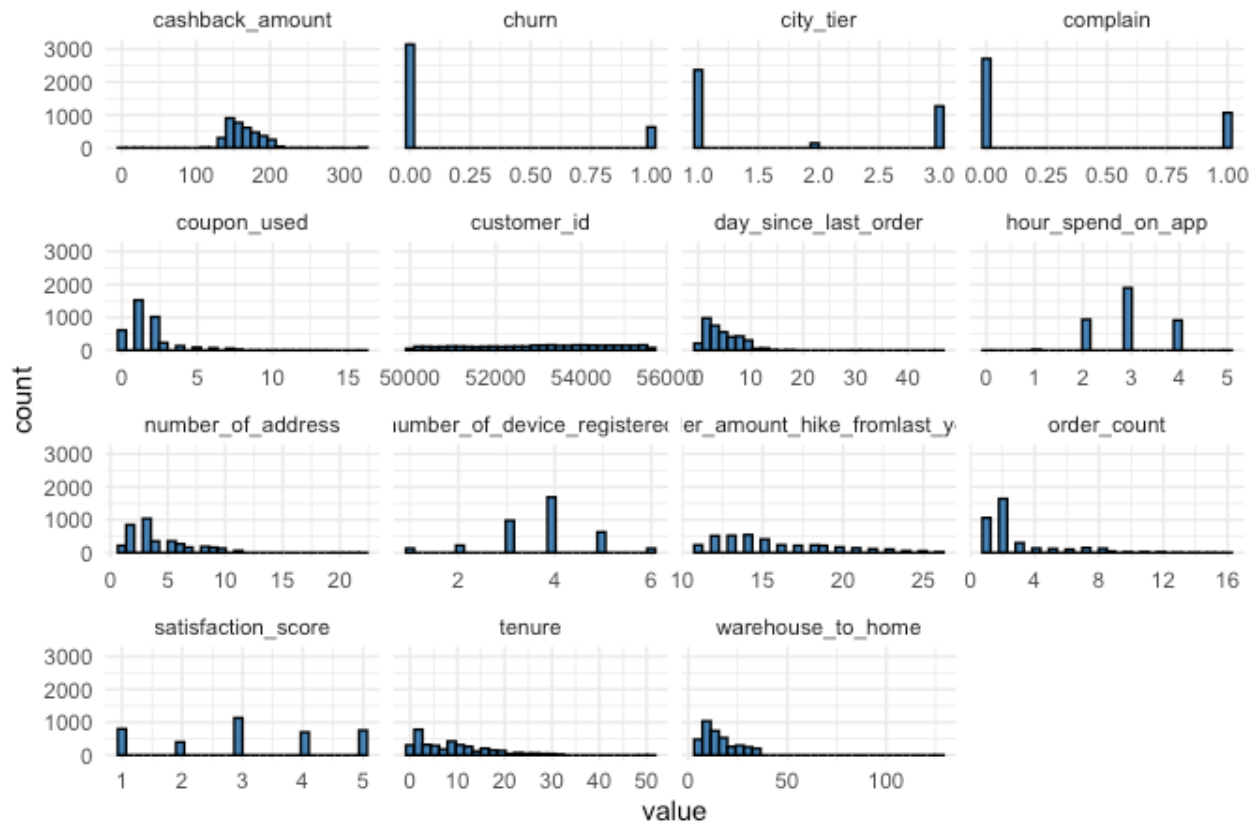 cashback_amount churn city_tier complain
3000
2000
1000
0
0 100 200 300 0.00 0.25 0.50 0.75 1.00 1.0 1.5 2.0 2.5 3.0 0.00 0.25 0.50 0.75 1.00
coupon_used customer_id day_since_last_order hour_spend_on_app
3000
2000
1000
0
0 5 10 15 50000 52000 54000 56000 0 10 20 30 40 0 1 2 3 4 5
count
number_of_address number_of_device_registered er_amount_hike_fromlast_y order_count
3000
2000
1000
0
0 5 10 15 20 2 4 6 10 15 20 25 0 4 8 12 16
satisfaction_score tenure warehouse_to_home
3000
2000
1000
0
1 2 3 4 5 0 10 20 30 40 50 0 50 100
value